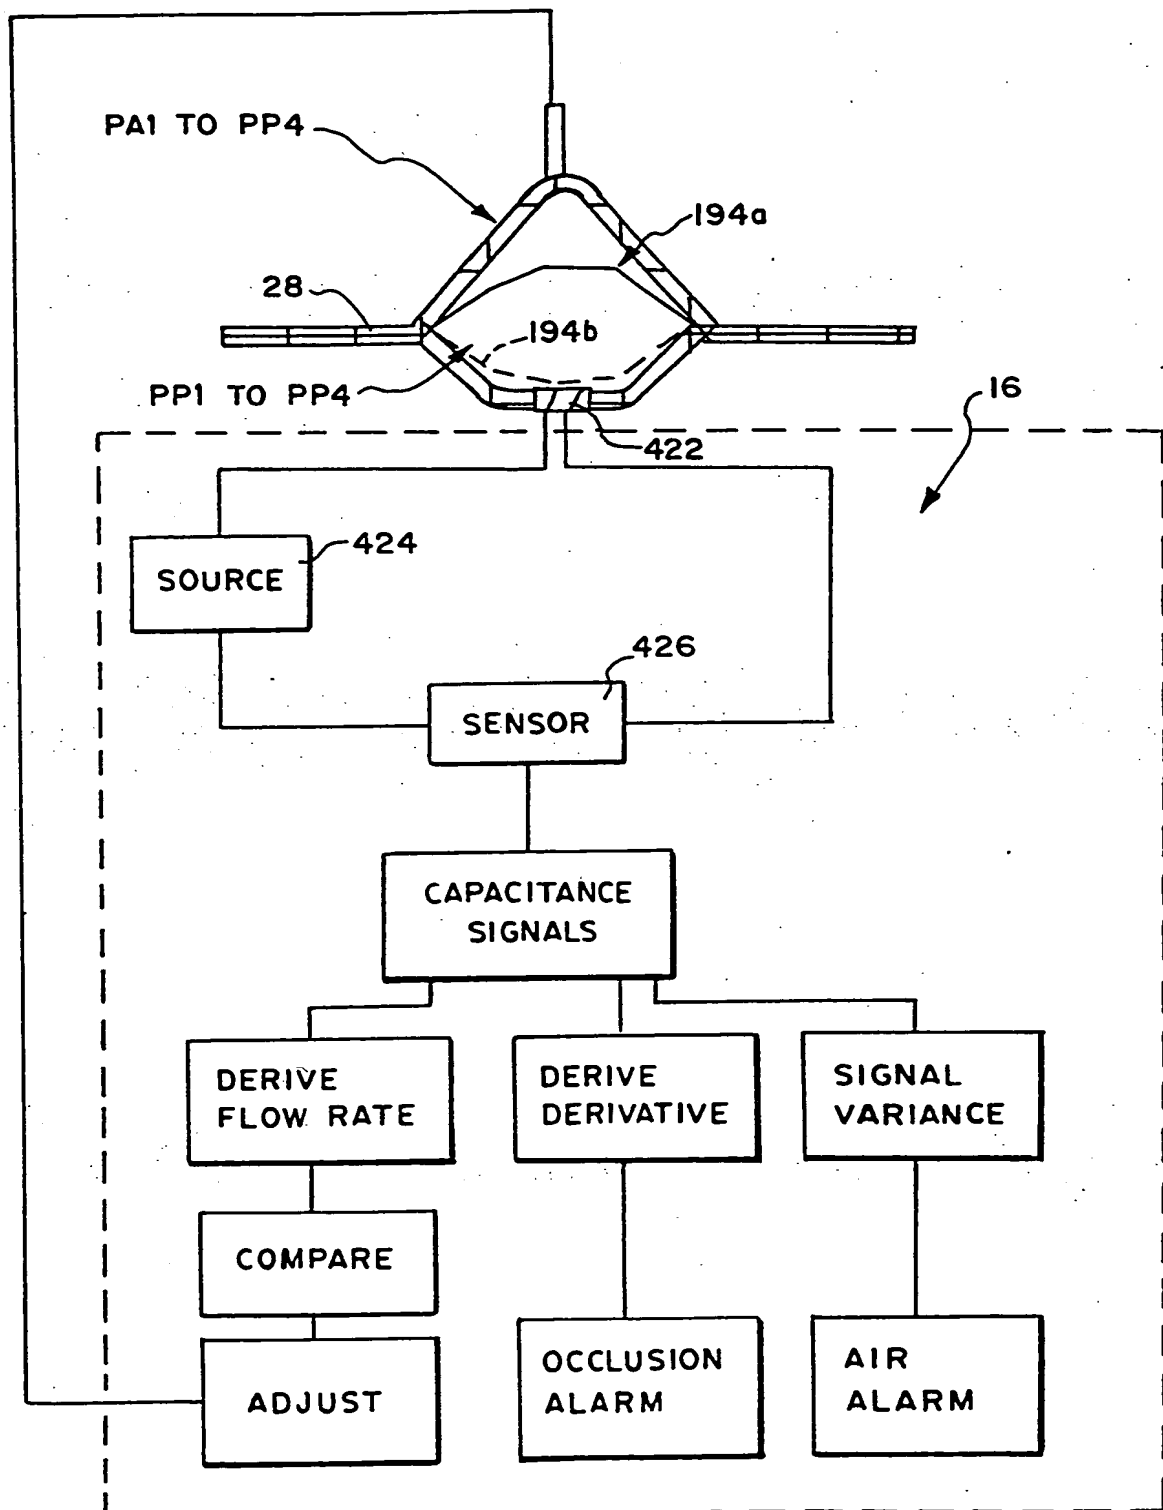 PA1 TO PP4
194a
28
194b
PP1 TO PP4
16
422
424
SOURCE
426
SENSOR
CAPACITANCE
SIGNALS
DERIVE
FLOW RATE
DERIVE
DERIVATIVE
SIGNAL
VARIANCE
COMPARE
OCCLUSION
ALARM
AIR
ALARM
ADJUST